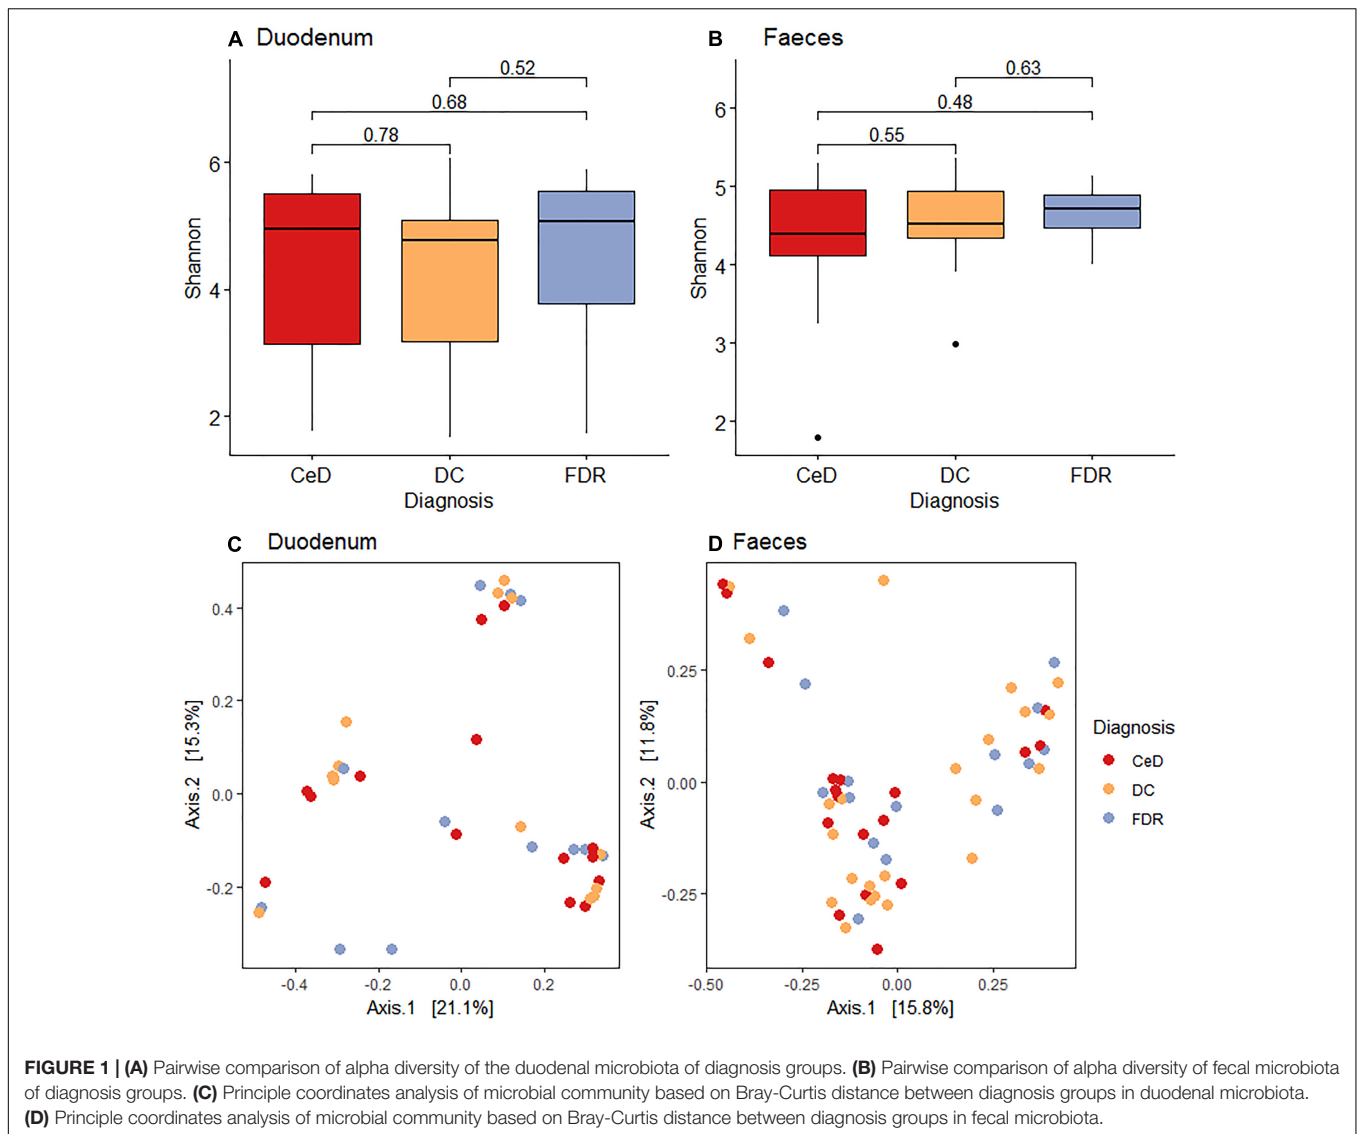 A Duodenum
0.52
0.68
0.78
6
4
2
Shannon
CeD DC FDR
Diagnosis
B Faeces
0.63
0.48
0.55
6
5
4
3
2
Shannon
CeD DC FDR
Diagnosis
C Duodenum
0.4
0.2
0.0
-0.2
Axis.2 [15.3%]
-0.4 -0.2 0.0 0.2
Axis.1 [21.1%]
D Faeces
0.25
0.00
-0.25
Axis.2 [11.8%]
-0.50 -0.25 0.00 0.25
Axis.1 [15.8%]
Diagnosis
CeD
DC
FDR
FIGURE 1 | (A) Pairwise comparison of alpha diversity of the duodenal microbiota of diagnosis groups. (B) Pairwise comparison of alpha diversity of fecal microbiota
of diagnosis groups. (C) Principle coordinates analysis of microbial community based on Bray-Curtis distance between diagnosis groups in duodenal microbiota.
(D) Principle coordinates analysis of microbial community based on Bray-Curtis distance between diagnosis groups in fecal microbiota.